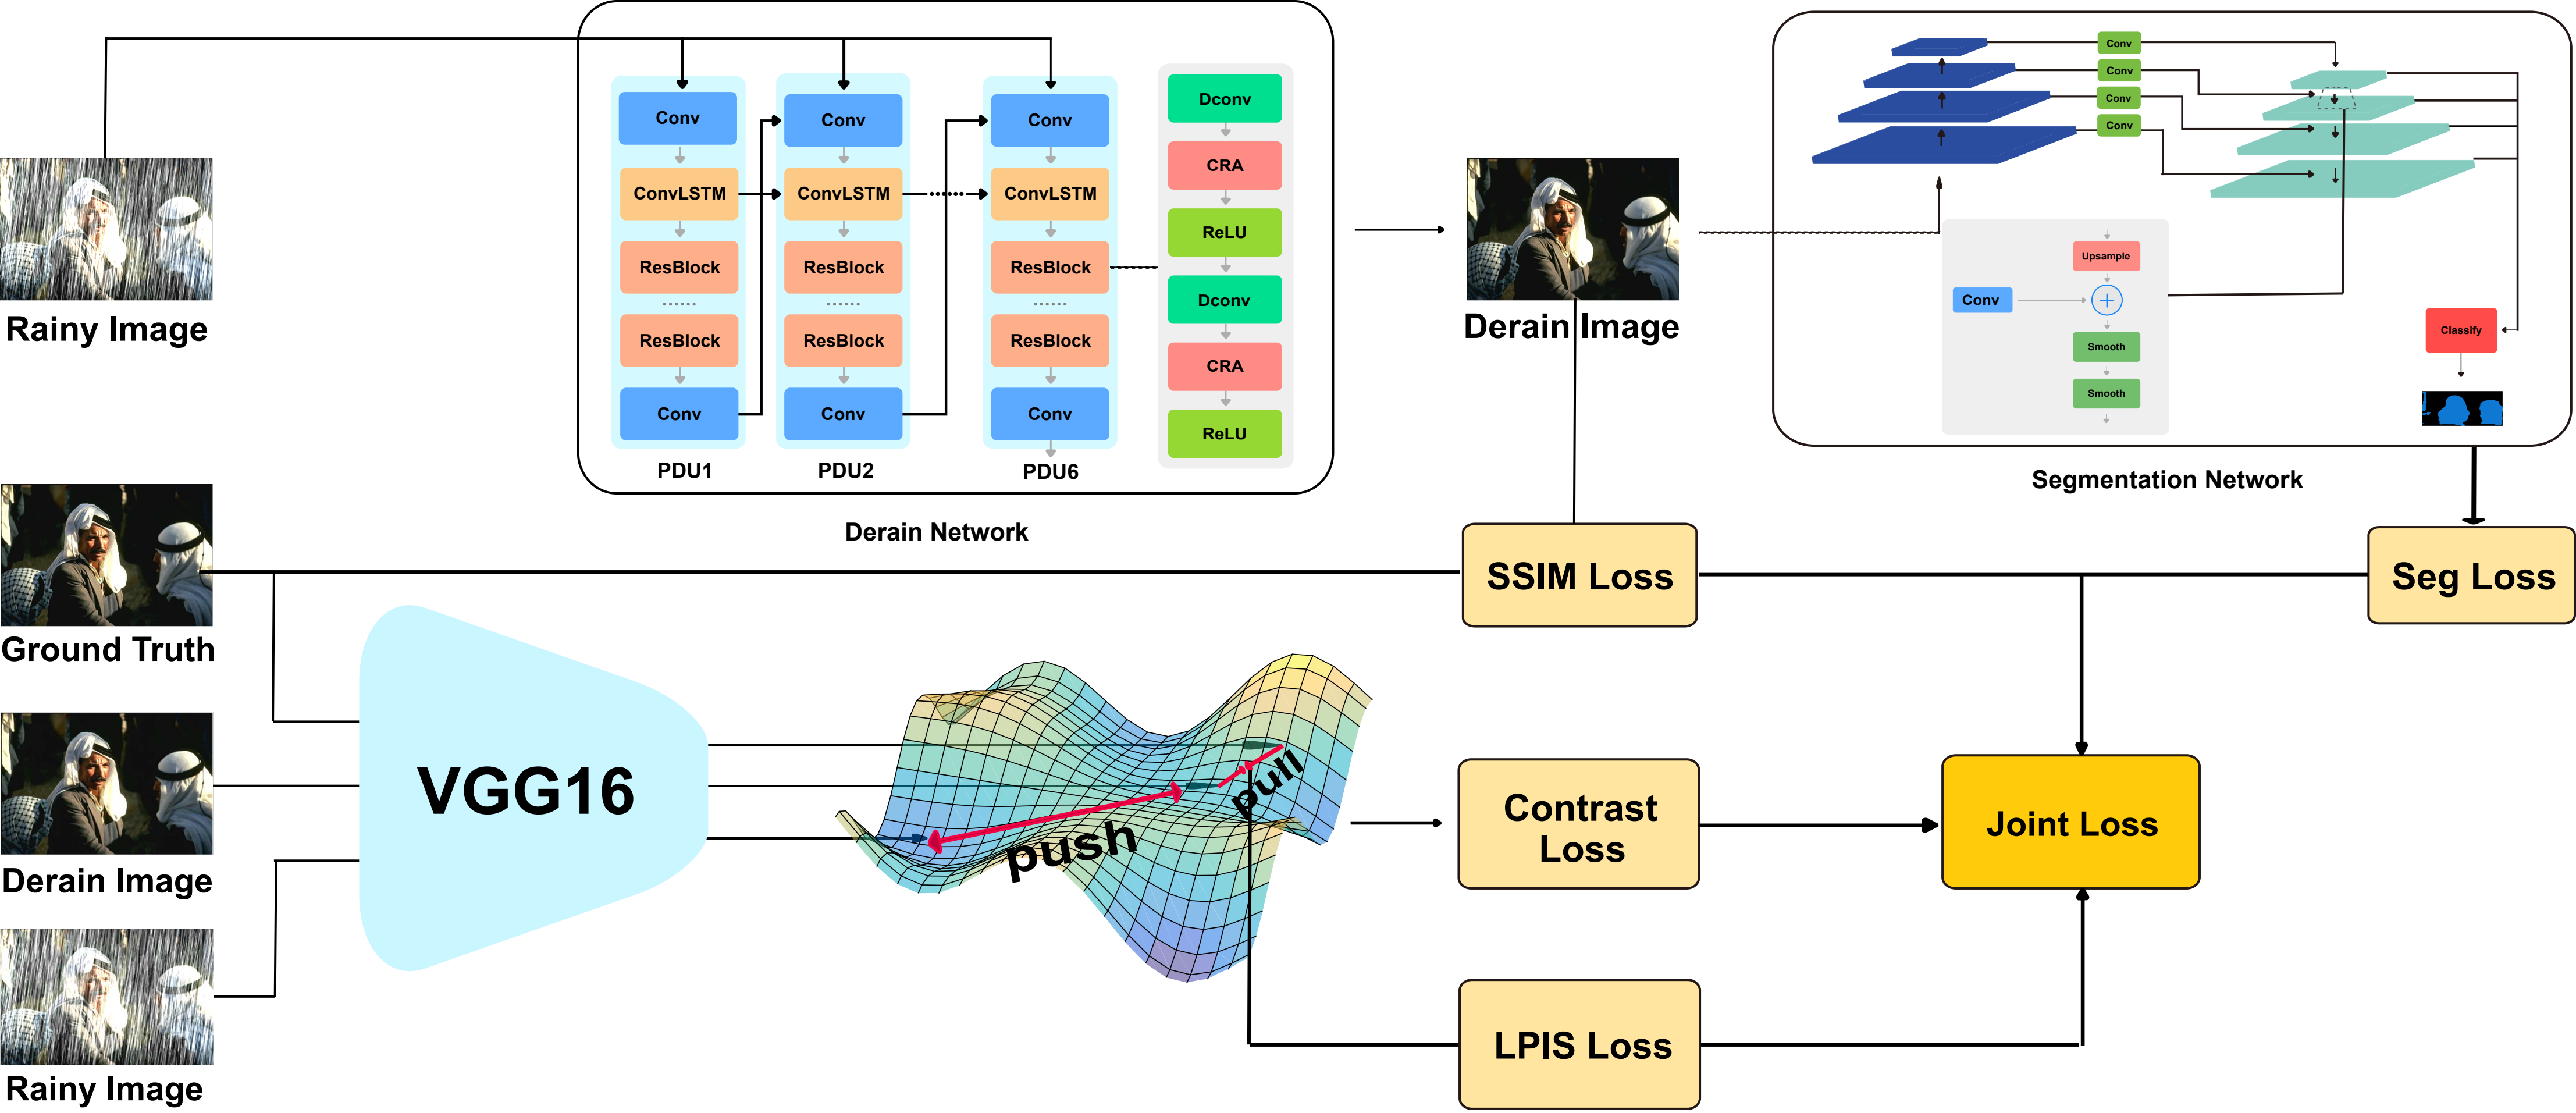 Rainy Image
Conv
ConvLSTM
ResBlock
......
ResBlock
Conv
PDU1
Conv
ConvLSTM
ResBlock
......
ResBlock
Conv
PDU2
Conv
ConvLSTM
ResBlock
......
ResBlock
Conv
PDU6
Dconv
CRA
ReLU
Dconv
CRA
ReLU
Derain Network
Derain Image
Conv
Conv
Conv
Conv
Upsample
Conv
+
Smooth
Smooth
Classify
Segmentation Network
Ground Truth
Derain Image
Rainy Image
VGG16
push
pull
SSIM Loss
Seg Loss
Contrast
Loss
Joint Loss
LPIS Loss